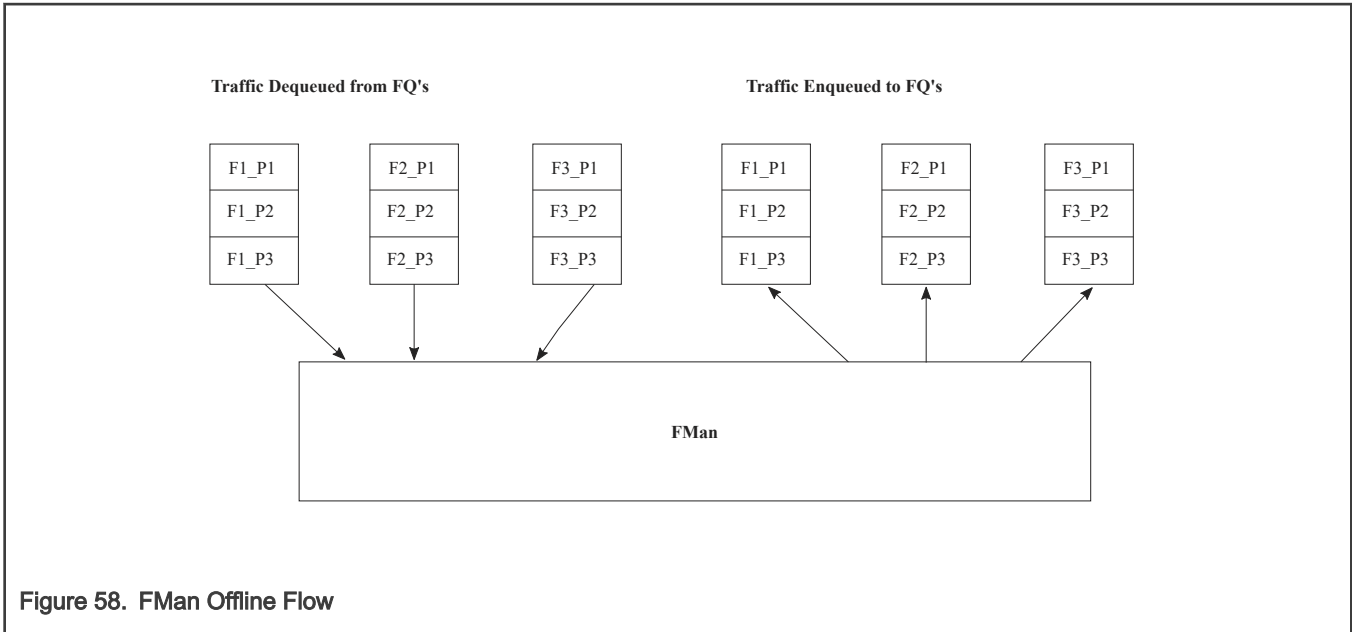 Traffic Dequeued from FQ's
Traffic Enqueued to FQ's
F1_P1
F2_P1
F3_P1
F1_P1
F2_P1
F3_P1
F1_P2
F2_P2
F3_P2
F1_P2
F2_P2
F3_P2
F1_P3
F2_P3
F3_P3
F1_P3
F2_P3
F3_P3
FMan
Figure 58. FMan Offline Flow